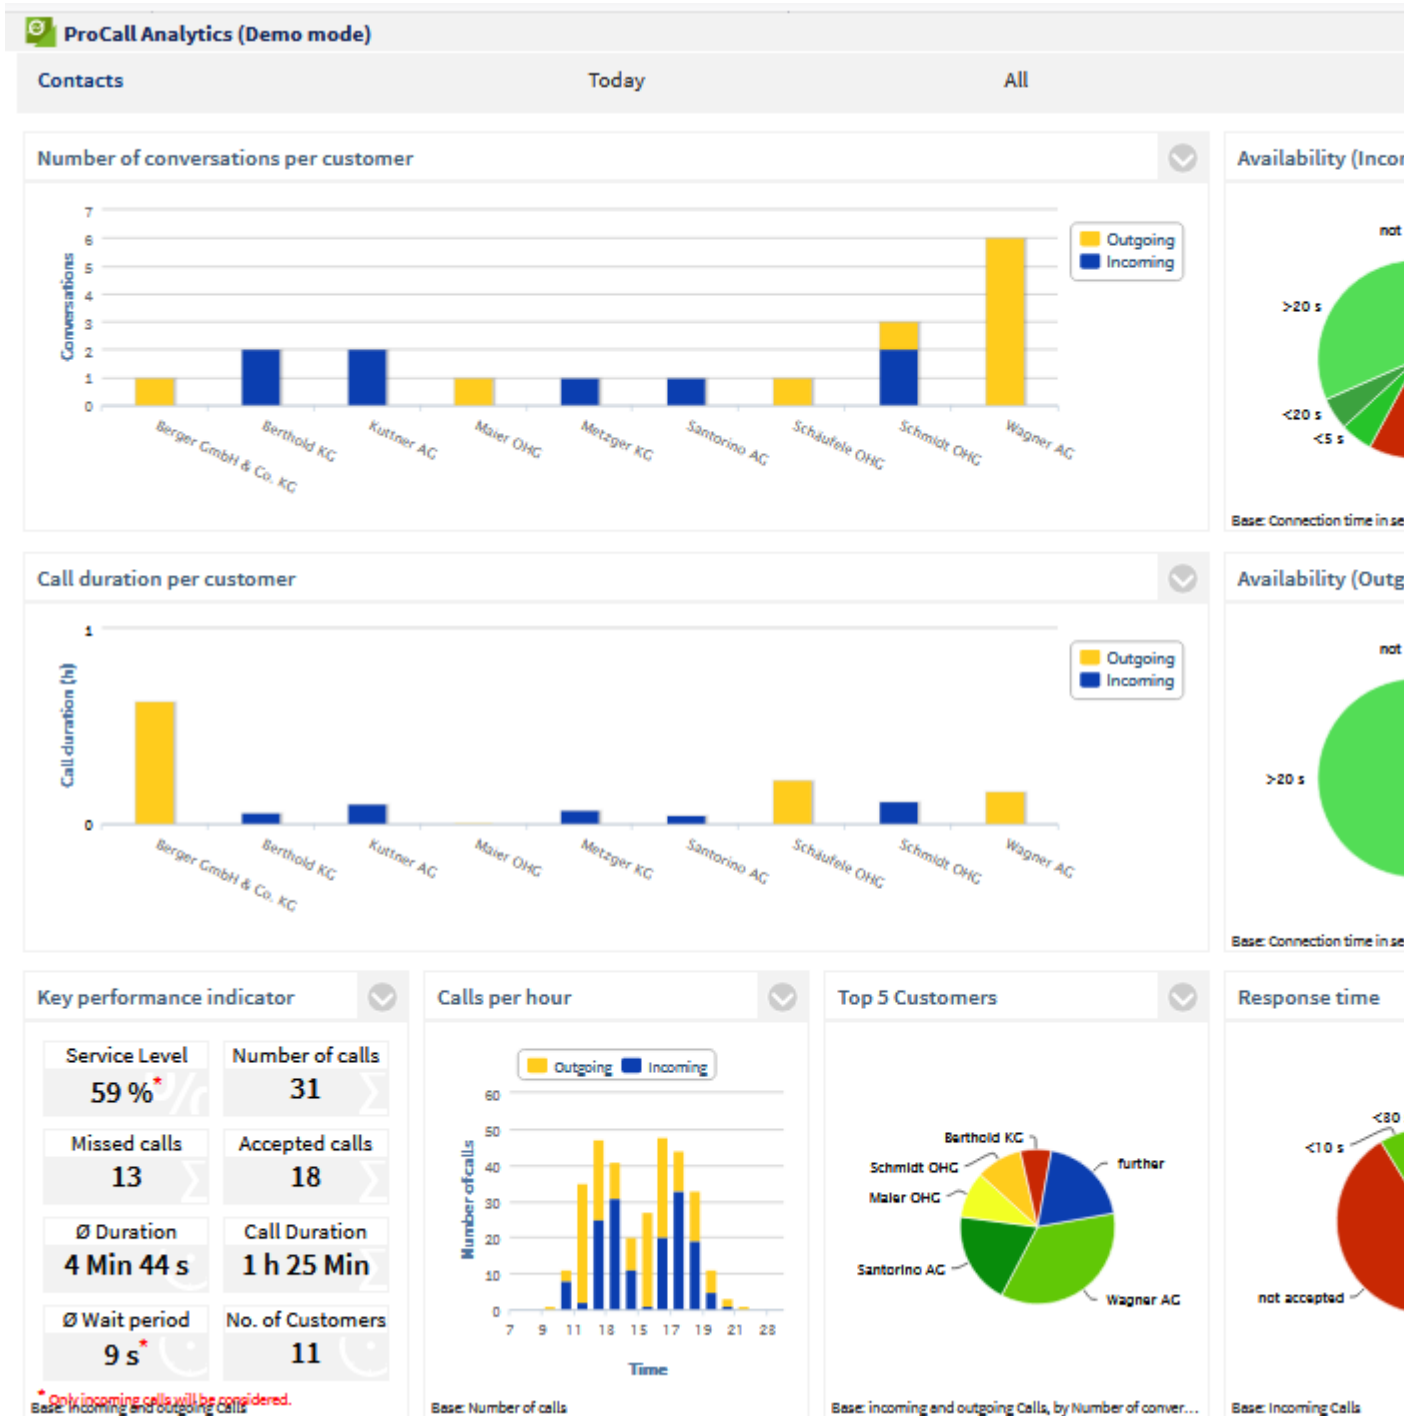 ProCall Analytics (Demo mode)
Contacts Today All
Number of conversations per customer
7
6
5
4
3
2
1
0
Conversations
Outgoing
Incoming
Berger GmbH & Co. KG
Berthold KG
Kuttner AG
Maier OHG
Metzger KG
Santorino AG
Schäufele OHG
Schmidt OHG
Wagner AG
Availability (Incor
not
>20 s
<20 s
<5 s
Base: Connection time in se
Call duration per customer
1
0
Call duration (h)
Outgoing
Incoming
Berger GmbH & Co. KG
Berthold KG
Kuttner AG
Maier OHG
Metzger KG
Santorino AG
Schäufele OHG
Schmidt OHG
Wagner AG
Availability (Outg
not
>20 s
Base: Connection time in se
Key performance indicator
Service Level
59 %*
Number of calls
31
Missed calls
13
Accepted calls
18
Ø Duration
4 Min 44 s
Call Duration
1 h 25 Min
Ø Wait period
9 s*
No. of Customers
11
* Only incoming calls will be considered.
Base: Incoming and outgoing Calls
Calls per hour
Outgoing Incoming
60
50
40
30
20
10
0
Number of calls
7 9 11 13 15 17 19 21 23
Time
Base: Number of calls
Top 5 Customers
Berthold KG
further
Schmidt OHG
Maier OHG
Santorino AG
Wagner AG
Base: incoming and outgoing Calls, by Number of conver...
Response time
<30
<10 s
not accepted
Base: Incoming Calls